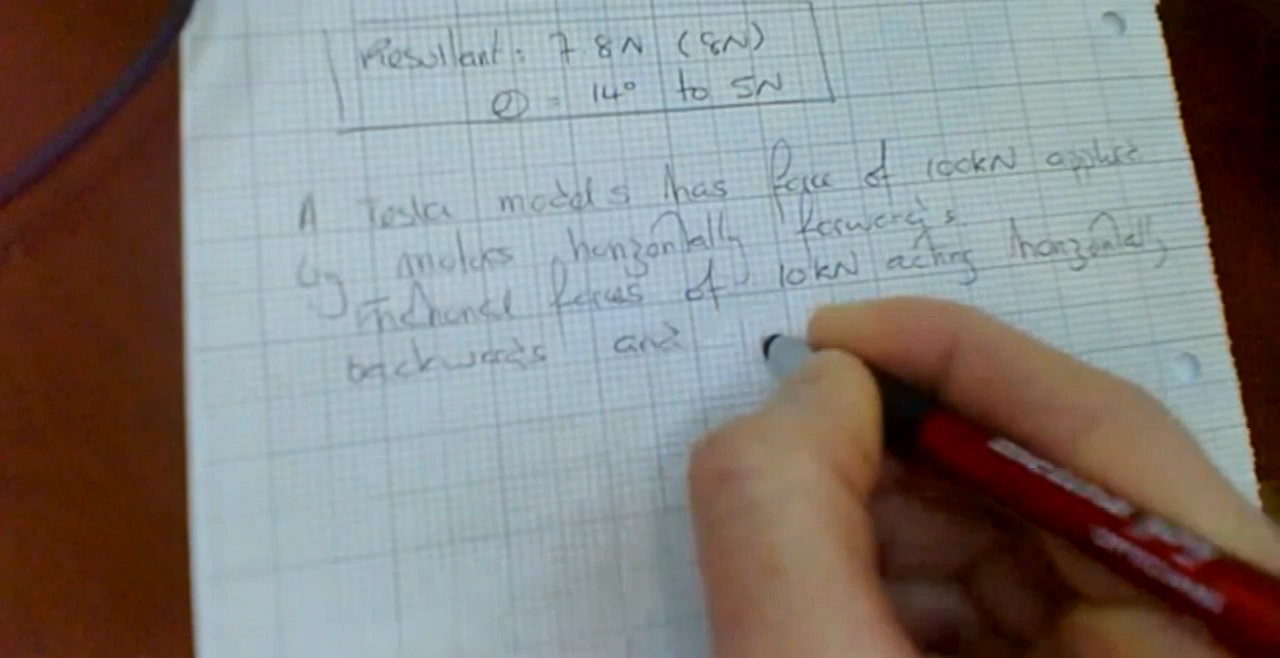 Resultant: 7.8N (8N)
θ = 14° to 5N
A Tesla model S has force of 100kN applied
by motors horizontally forwards
frictional forces of 10kN acting horizontally
backwards and